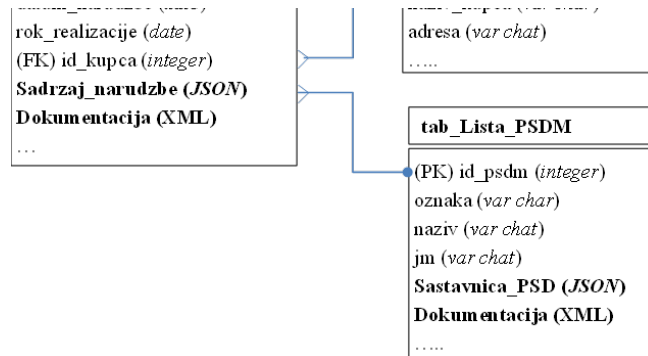 rok_realizacije (date)
(FK) id_kupca (integer)
Sadrzaj_narudzbe (JSON)
Dokumentacija (XML)
…
adresa (var chat)
…..
tab_Lista_PSDM
(PK) id_psdm (integer)
oznaka (var char)
naziv (var chat)
jm (var chat)
Sastavnica_PSD (JSON)
Dokumentacija (XML)
…..